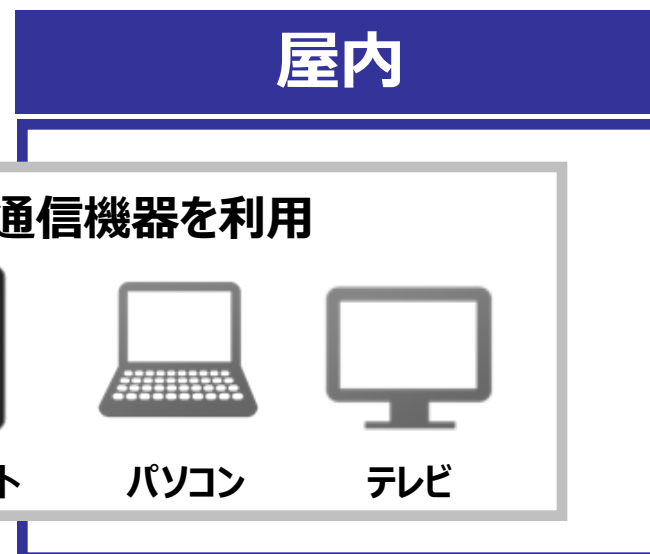 屋内
通信機器を利用
ト
パソコン
テレビ